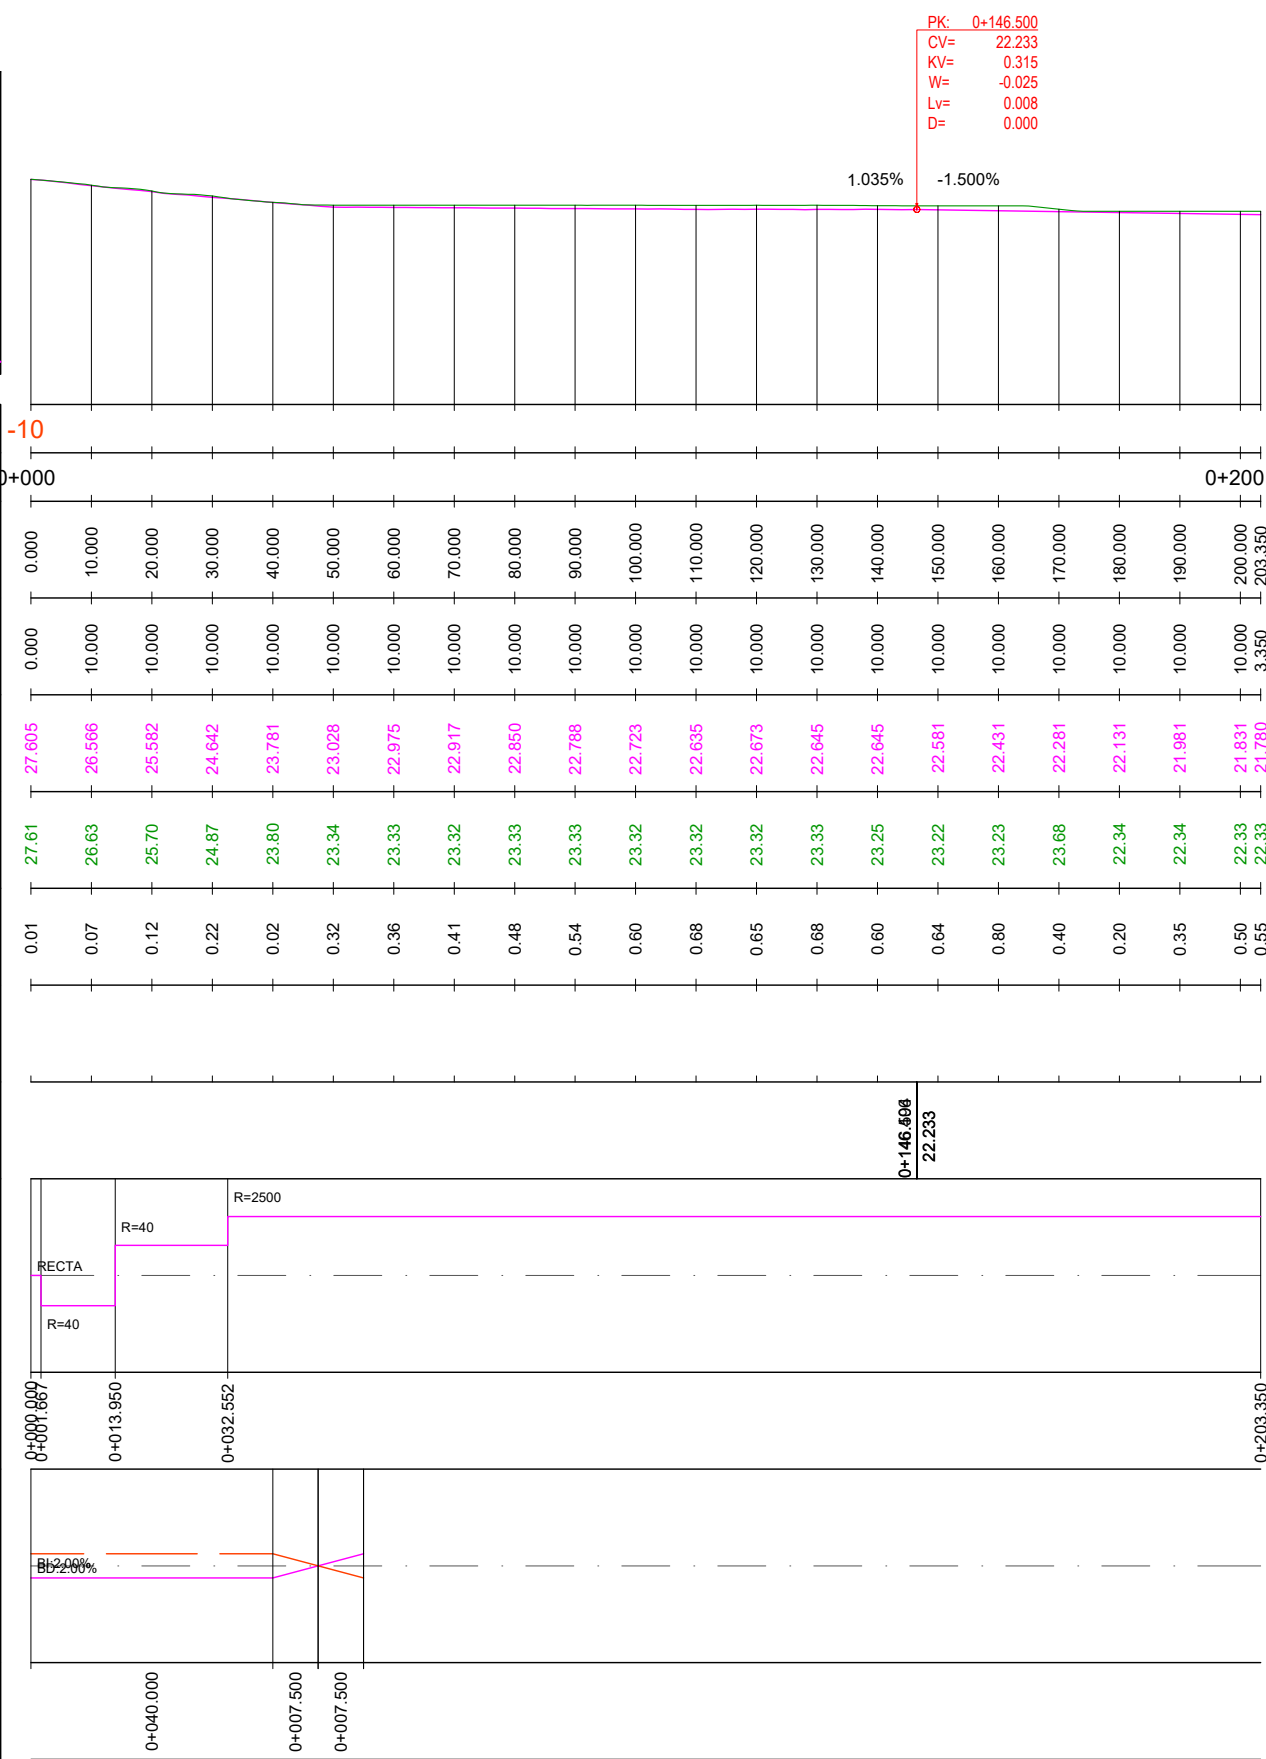 PK: 0+146.500
CV= 22.233
KV= 0.315
W= -0.025
Lv= 0.008
D= 0.000
1.035% -1.500%
-10
0+000 0+200
0.000 10.000 20.000 30.000 40.000 50.000 60.000 70.000 80.000 90.000 100.000 110.000 120.000 130.000 140.000 150.000 160.000 170.000 180.000 190.000 200.000 203.350
0.000 10.000 10.000 10.000 10.000 10.000 10.000 10.000 10.000 10.000 10.000 10.000 10.000 10.000 10.000 10.000 10.000 10.000 10.000 10.000 10.000 3.350
27.605 26.566 25.582 24.642 23.781 23.028 22.975 22.917 22.850 22.788 22.723 22.635 22.673 22.645 22.645 22.581 22.431 22.281 22.131 21.981 21.831 21.780
27.61 26.63 25.70 24.87 23.80 23.34 23.33 23.32 23.33 23.33 23.32 23.32 23.32 23.33 23.25 23.22 23.23 23.68 22.34 22.34 22.33 22.33
0.01 0.07 0.12 0.22 0.02 0.32 0.36 0.41 0.48 0.54 0.60 0.68 0.65 0.68 0.60 0.64 0.80 0.40 0.20 0.35 0.50 0.55
22.233
R=2500
R=40
RECTA
R=40
0+000.000 0+001.667 0+013.950 0+032.552 0+203.350
BI:2.00%
BD:2.00%
0+040.000 0+007.500 0+007.500